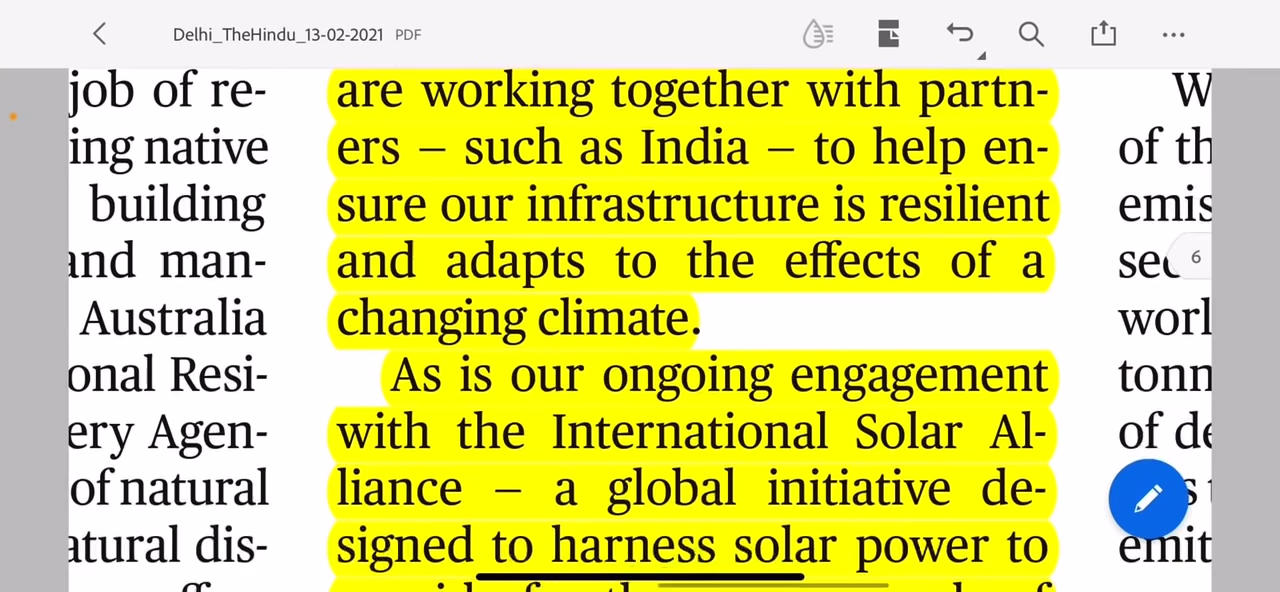 Delhi_TheHindu_13-02-2021 PDF
job of re-
ing native
building
and man-
Australia
onal Resi-
ery Agen-
of natural
atural dis-
are working together with partn-
ers – such as India – to help en-
sure our infrastructure is resilient
and adapts to the effects of a
changing climate.
As is our ongoing engagement
with the International Solar Al-
liance – a global initiative de-
signed to harness solar power to
W
of th
emis
sec
worl
tonn
of de
emit
6